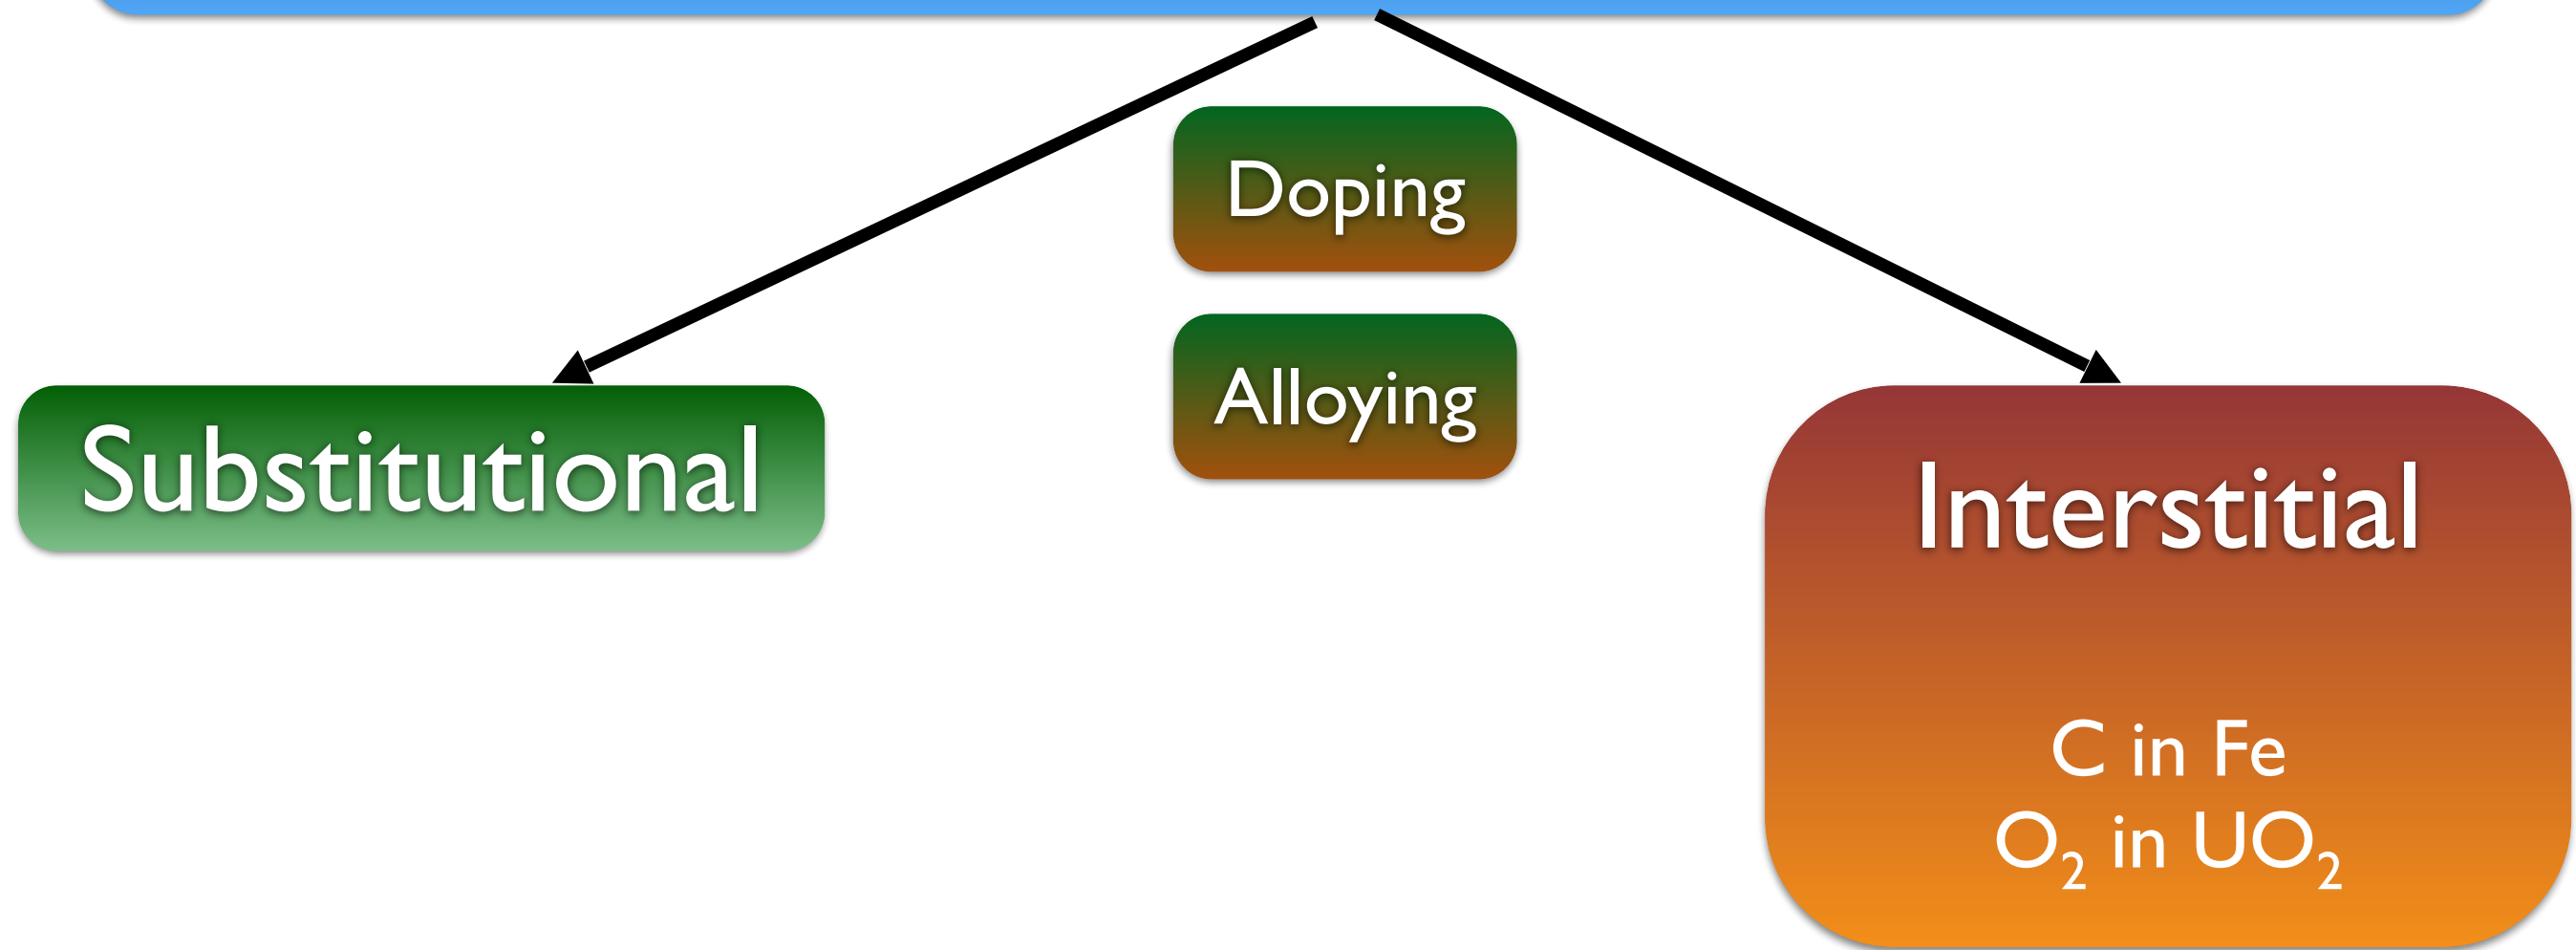 Doping
Alloying
Substitutional
Interstitial
C in Fe
O₂ in UO₂